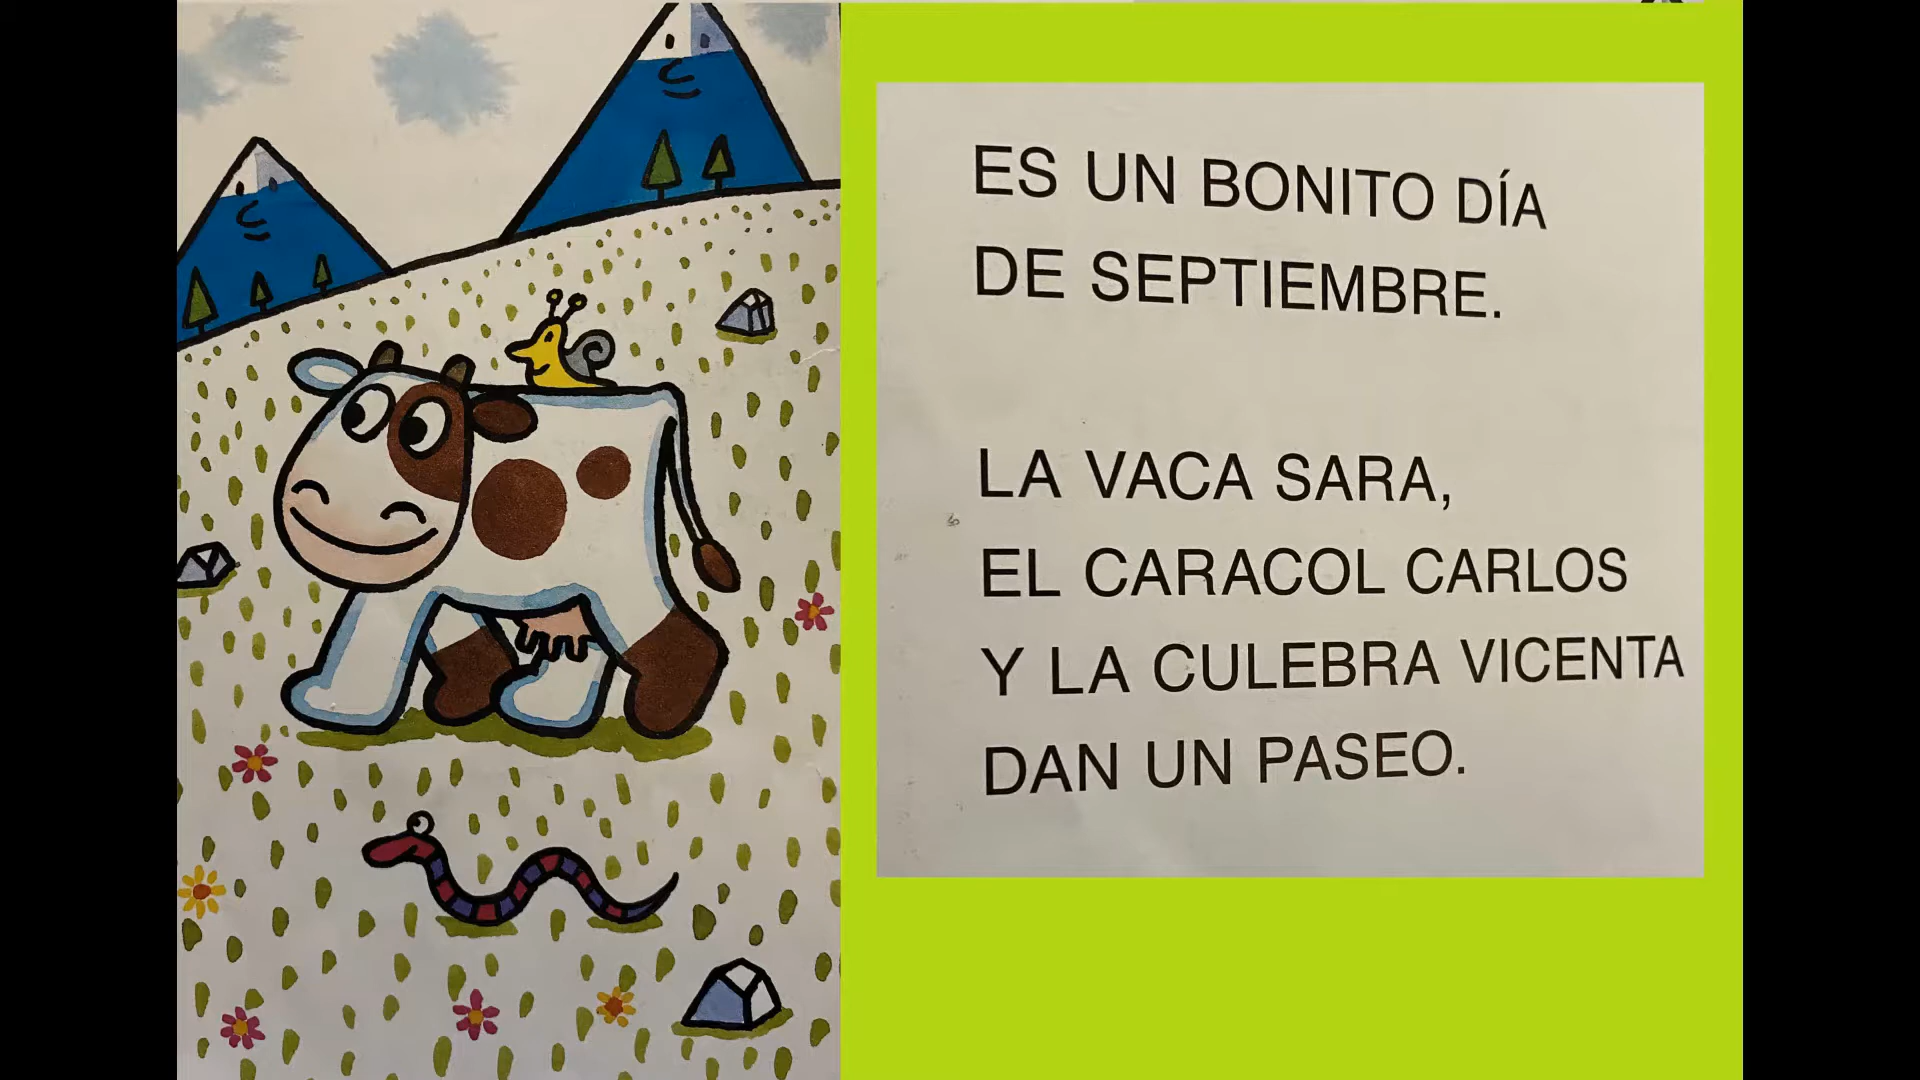 ES UN BONITO DÍA
DE SEPTIEMBRE.
LA VACA SARA,
EL CARACOL CARLOS
Y LA CULEBRA VICENTA
DAN UN PASEO.